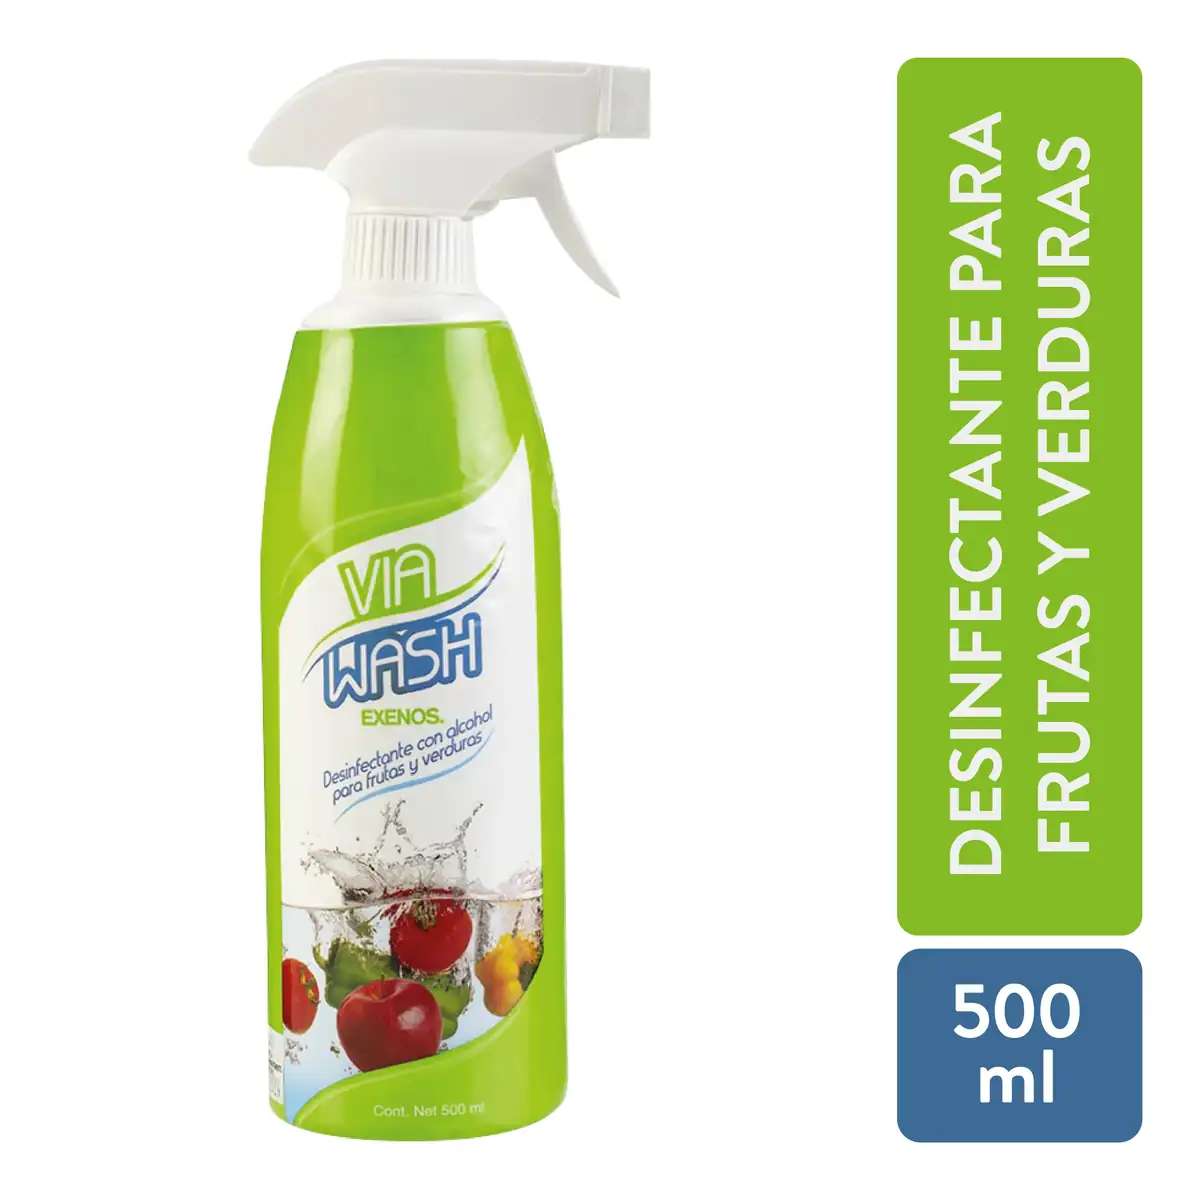 VIA
WASH
EXENOS.
Desinfectante con alcohol
para frutas y verduras
Cont. Net 500 ml
DESINFECTANTE PARA
FRUTAS Y VERDURAS
500
ml